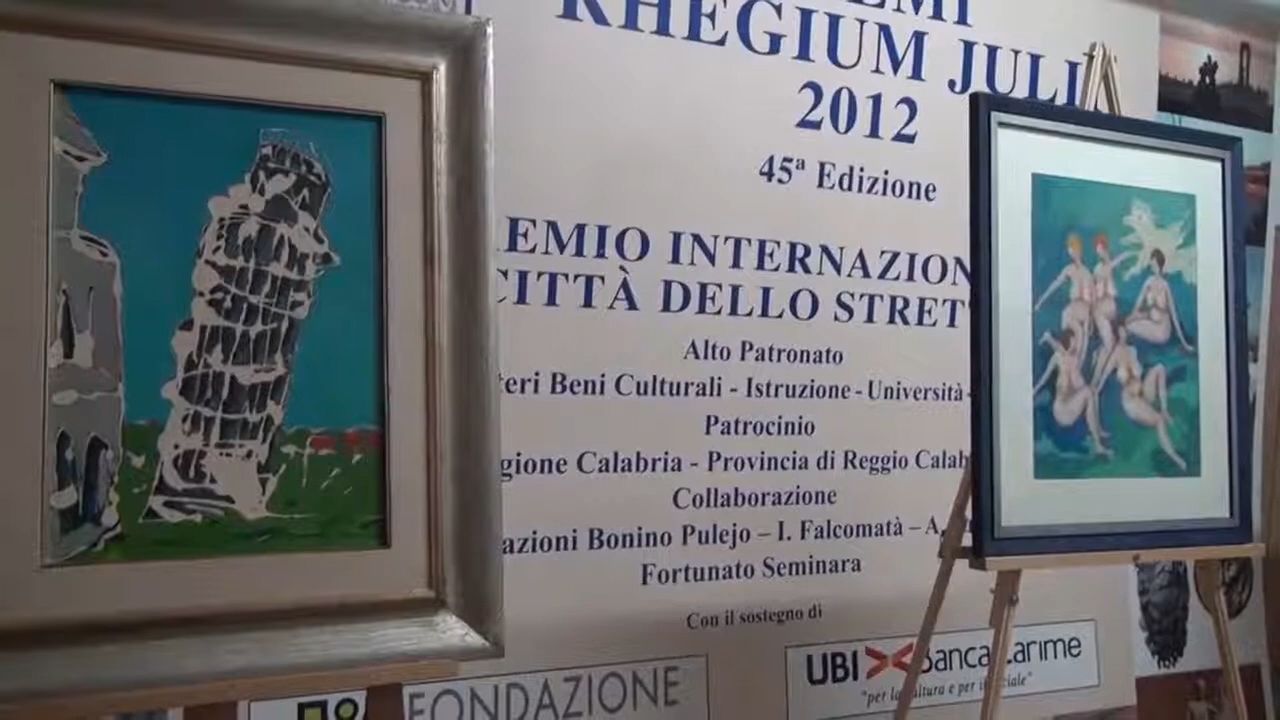 RHEGIUM JULI
2012
45ª Edizione
EMIO INTERNAZION
CITTÀ DELLO STRET
Alto Patronato
teri Beni Culturali - Istruzione - Università -
Patrocinio
gione Calabria - Provincia di Reggio Calab
Collaborazione
azioni Bonino Pulejo – I. Falcomatà – A.
Fortunato Seminara
Con il sostegno di
UBI Banca Carime
"per la cultura e per il sociale"
FONDAZIONE